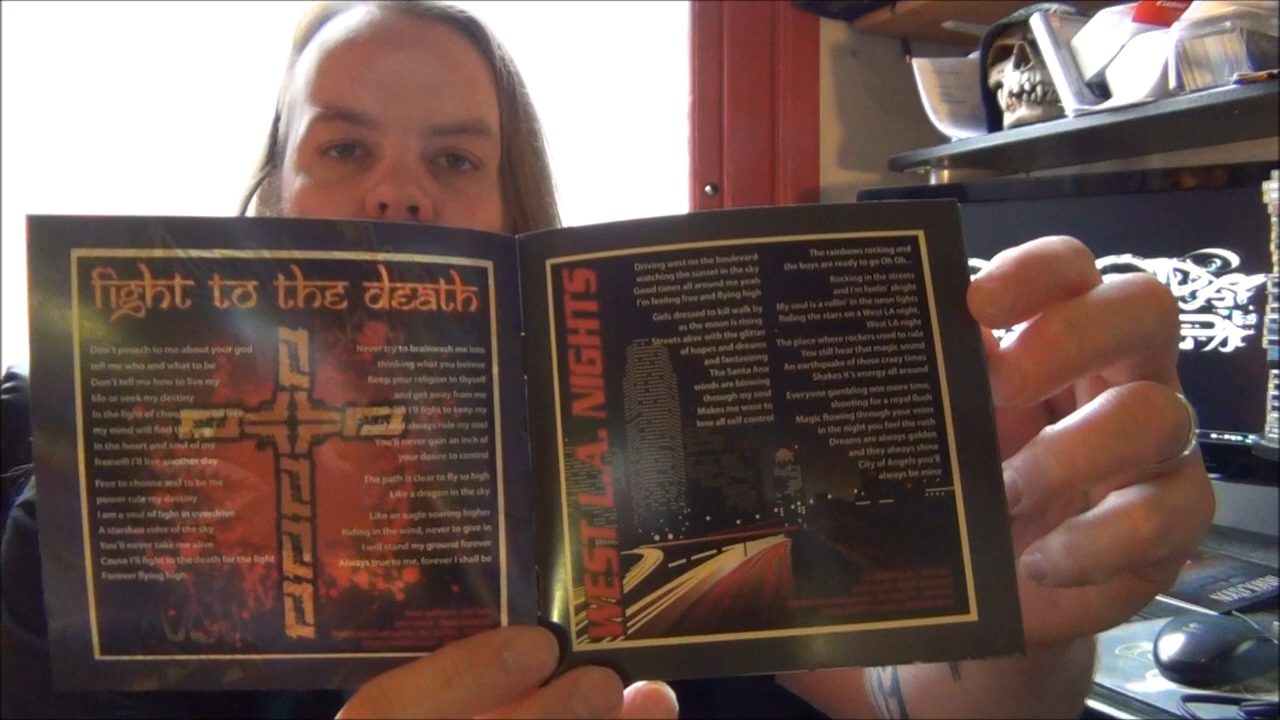 fight to the death
Don't preach to me about your god
tell me who and what to be
Don't tell me how to live my
life or seek my destiny
In the light of
my mind will find
In the heart and soul of my
freewill I'll live another day
Free to choose and to be me
power rule my destiny
I am a soul of light in overdrive
A stardust rider of the sky
You'll never take me alive
Cause I'll fight to the death for the light
Forever flying high
Never try to brainwash me into
thinking what you believe
Keep your religion to thyself
and get away from me
I'll fight to keep my
and always rule my soul
You'll never gain an inch of
your desire to control
The path is clear to fly so high
Like a dragon in the sky
Like an eagle soaring higher
Riding in the wind, never to give in
I will stand my ground forever
Always true to me, forever I shall be
WEST L.A. NIGHTS
Driving west on the boulevard
watching the sunset in the sky
Good times all around me yeah
I'm feeling free and flying high
Girls dressed to kill walk by
as the moon is rising
Streets alive with the glitter
of hopes and dreams
and fantasizing
The Santa Ana
winds are blowing
through my soul
Makes me want to
lose all self control
The rainbows rocking and
the boys are ready to go Oh Oh...
Rocking in the streets
and I'm feelin' alright
My soul is a rollin' in the neon lights
Riding the stars on a West LA night,
West LA night
The place where rockets used to rule
You still hear that magic sound
An earthquake of those crazy times
Shakes it's energy all around
Everyone gambling one more time,
shooting for a royal flush
Magic flowing through your veins
in the night you feel the rush
Dreams are always golden
and they always shine
City of Angels you'll
always be mine
Canon